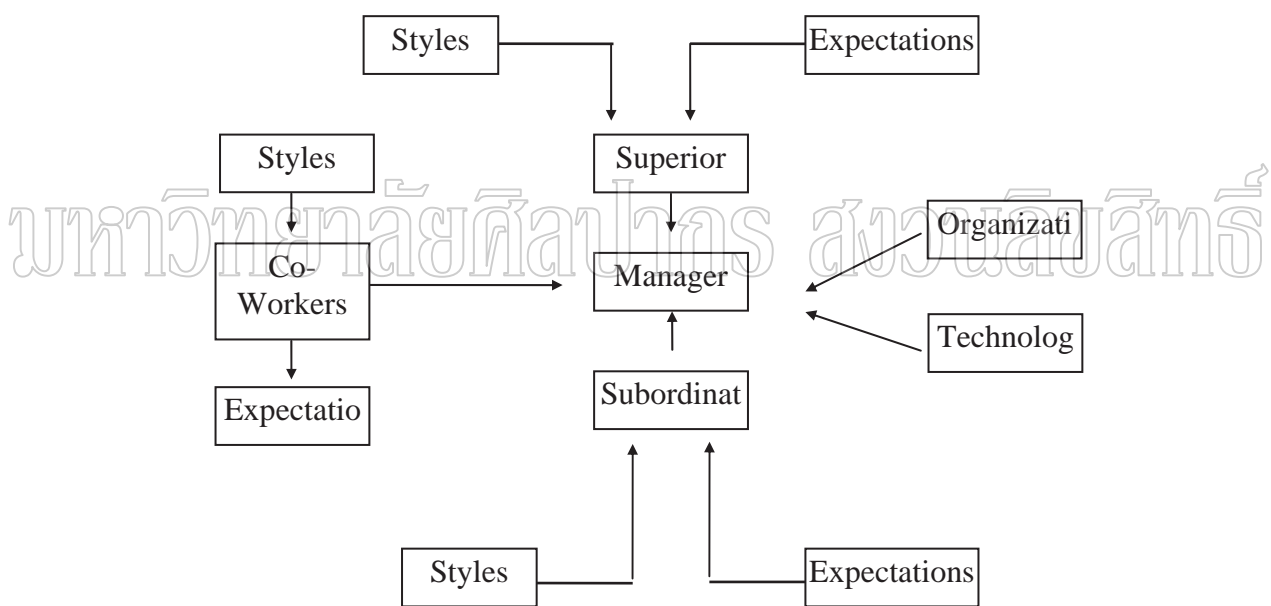 Styles
Expectations
Styles
Superior
มหาวิทยาลัยศิลปากร สงวนลิขสิทธิ์
Organizati
Co-
Workers
Manager
Technolog
Expectatio
Subordinat
Styles
Expectations